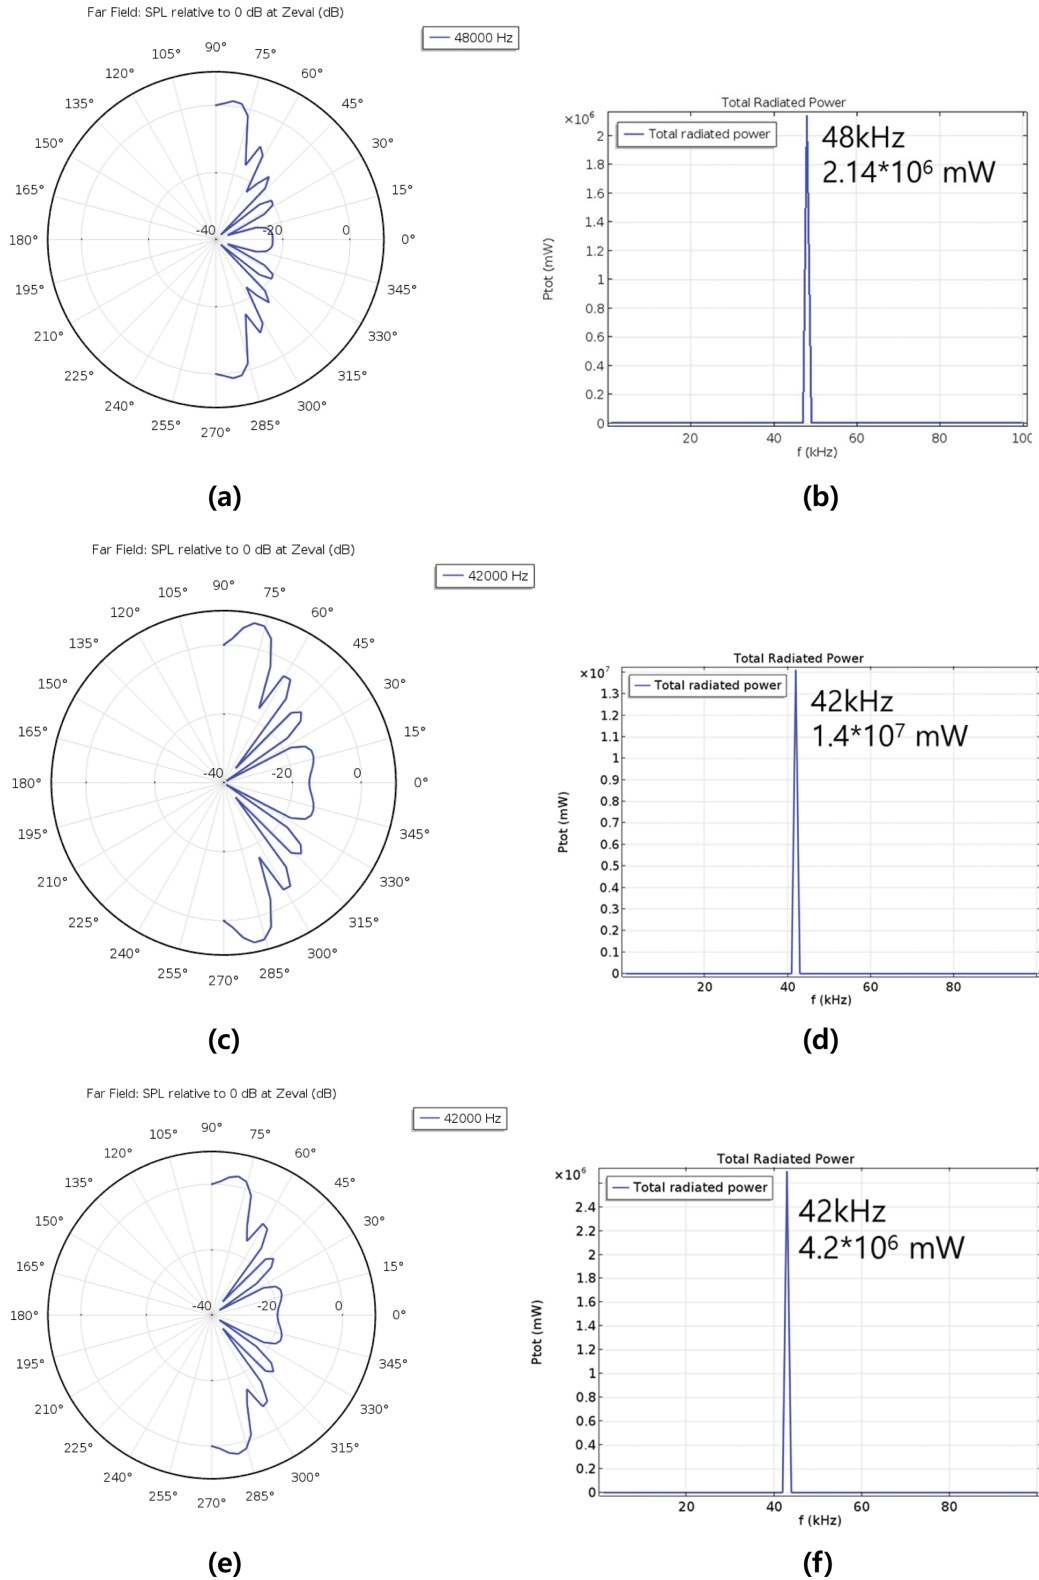 Far Field: SPL relative to 0 dB at Zeval (dB)
48000 Hz
90°
105° 75°
120° 60°
135° 45°
150° 30°
165° 15°
180° -40 -20 0 0°
195° 345°
210° 330°
225° 315°
240° 300°
255° 285°
270°
(a)
Total Radiated Power
×10⁶
Total radiated power
48kHz
2.14*10⁶ mW
2
1.8
1.6
1.4
1.2
1
0.8
0.6
0.4
0.2
0
Ptot (mW)
20 40 60 80 100
f (kHz)
(b)
Far Field: SPL relative to 0 dB at Zeval (dB)
42000 Hz
90°
105° 75°
120° 60°
135° 45°
150° 30°
165° 15°
180° -40 -20 0 0°
195° 345°
210° 330°
225° 315°
240° 300°
255° 285°
270°
(c)
Total Radiated Power
×10⁷
Total radiated power
42kHz
1.4*10⁷ mW
1.3
1.2
1.1
1
0.9
0.8
0.7
0.6
0.5
0.4
0.3
0.2
0.1
0
Ptot (mW)
20 40 60 80
f (kHz)
(d)
Far Field: SPL relative to 0 dB at Zeval (dB)
42000 Hz
90°
105° 75°
120° 60°
135° 45°
150° 30°
165° 15°
180° -40 -20 0 0°
195° 345°
210° 330°
225° 315°
240° 300°
255° 285°
270°
(e)
Total Radiated Power
×10⁶
Total radiated power
42kHz
4.2*10⁶ mW
2.4
2.2
2
1.8
1.6
1.4
1.2
1
0.8
0.6
0.4
0.2
0
Ptot (mW)
20 40 60 80
f (kHz)
(f)